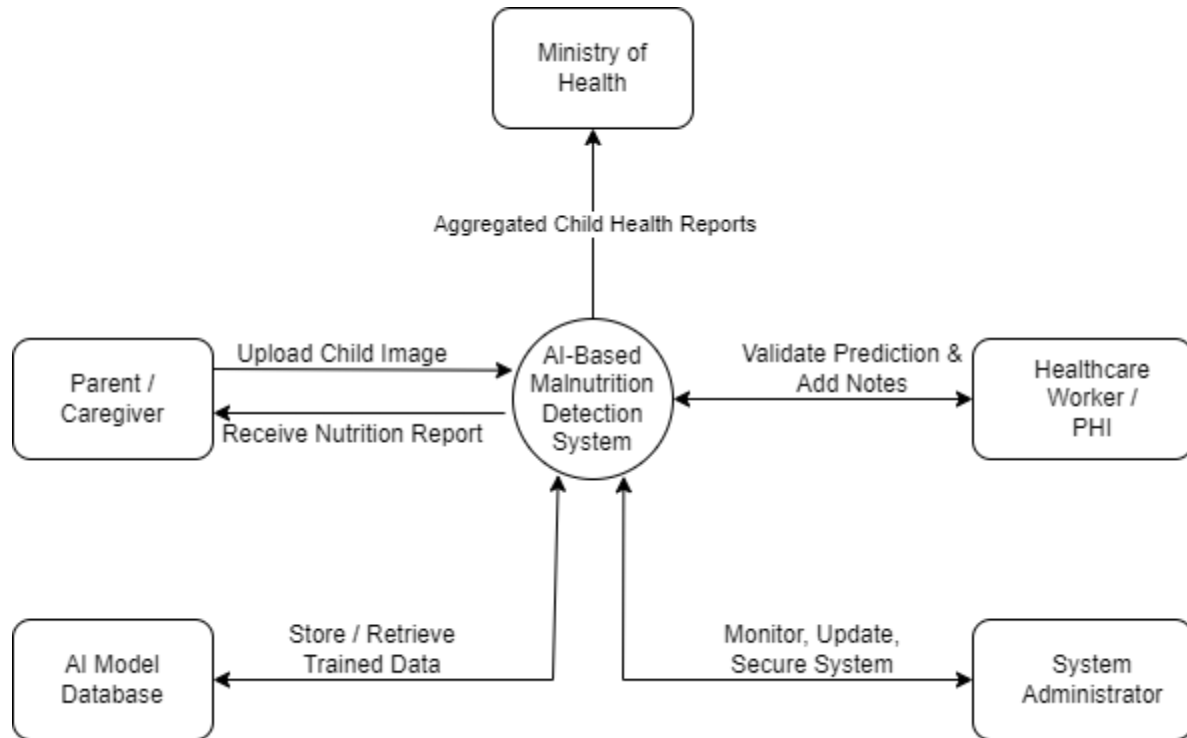 Ministry of
Health
Aggregated Child Health Reports
Parent /
Caregiver
Upload Child Image
Receive Nutrition Report
AI-Based
Malnutrition
Detection
System
Validate Prediction &
Add Notes
Healthcare
Worker /
PHI
AI Model
Database
Store / Retrieve
Trained Data
Monitor, Update,
Secure System
System
Administrator